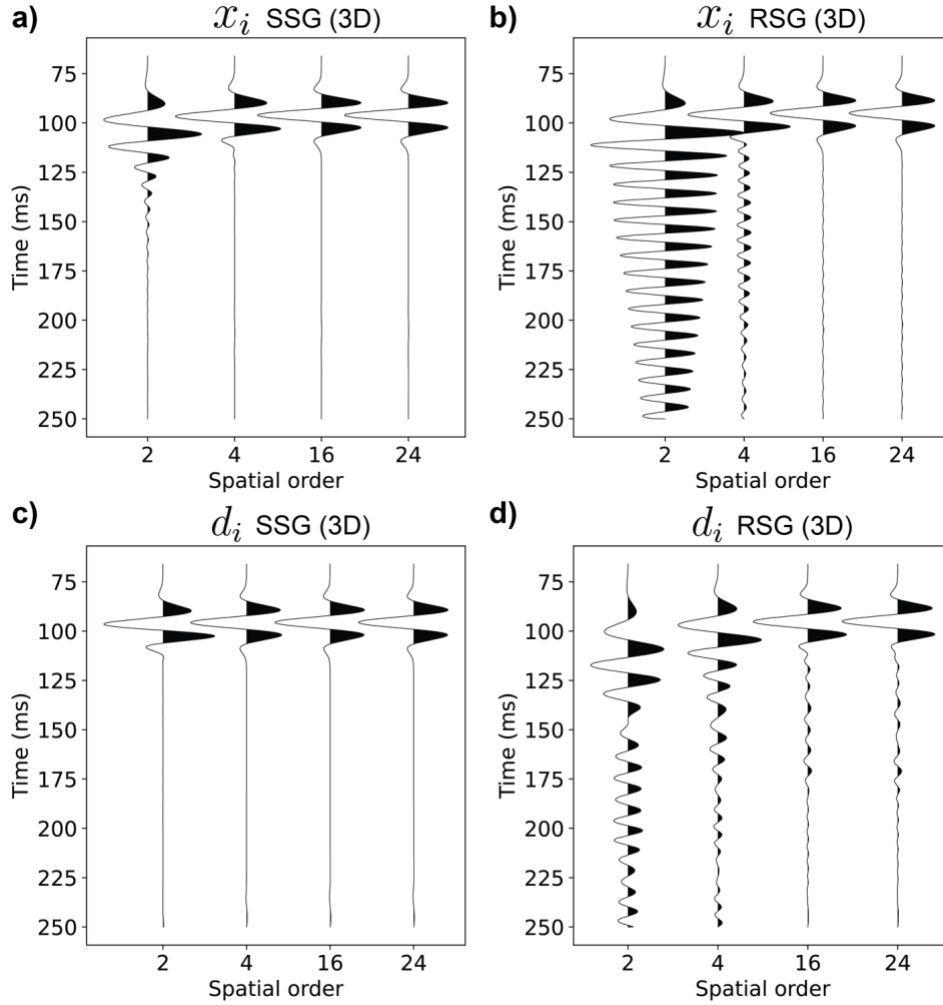 a) x_i SSG (3D)
75
100
125
150
175
200
225
250
Time (ms)
2 4 16 24
Spatial order
b) x_i RSG (3D)
75
100
125
150
175
200
225
250
Time (ms)
2 4 16 24
Spatial order
c) d_i SSG (3D)
75
100
125
150
175
200
225
250
Time (ms)
2 4 16 24
Spatial order
d) d_i RSG (3D)
75
100
125
150
175
200
225
250
Time (ms)
2 4 16 24
Spatial order